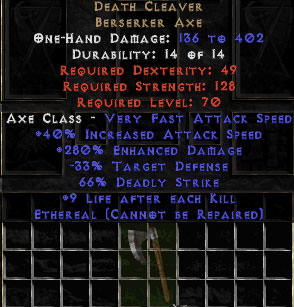 Death Cleaver
Berserker Axe
One-Hand Damage: 136 to 402
Durability: 14 of 14
Required Dexterity: 49
Required Strength: 128
Required Level: 70
Axe Class - Very Fast Attack Speed
+40% Increased Attack Speed
+280% Enhanced Damage
-33% Target Defense
66% Deadly Strike
+9 Life after each Kill
Ethereal (Cannot be Repaired)